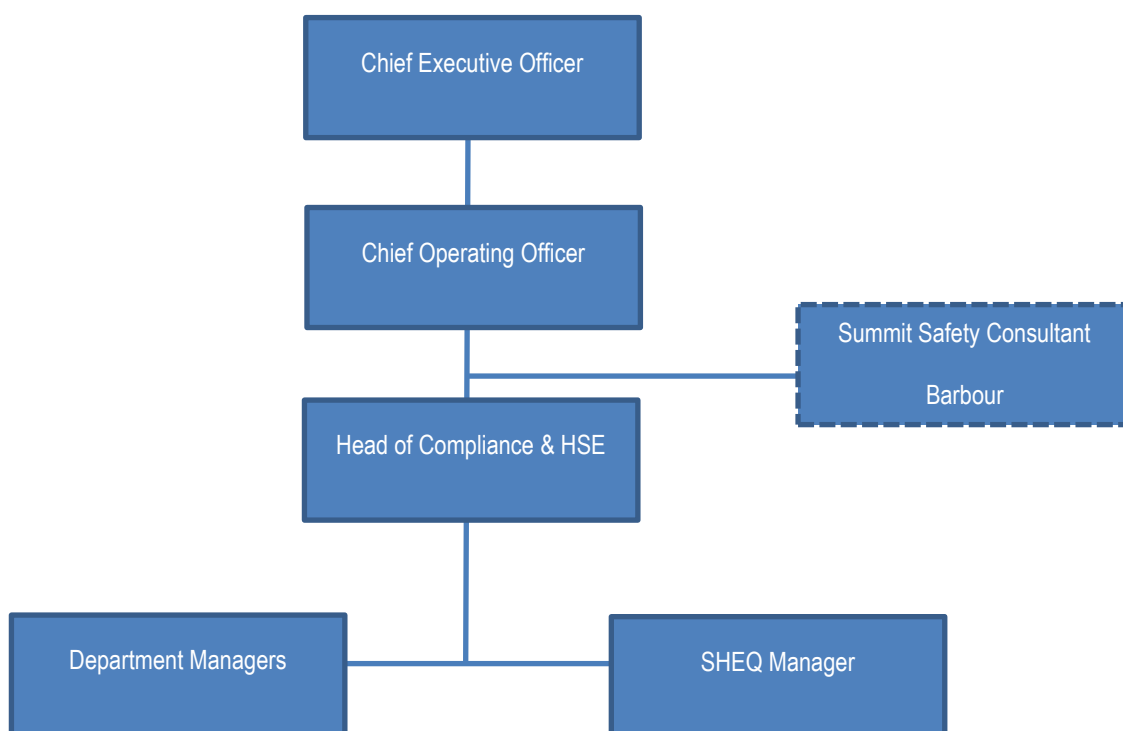 Chief Executive Officer
Chief Operating Officer
Summit Safety Consultant
Barbour
Head of Compliance & HSE
Department Managers
SHEQ Manager